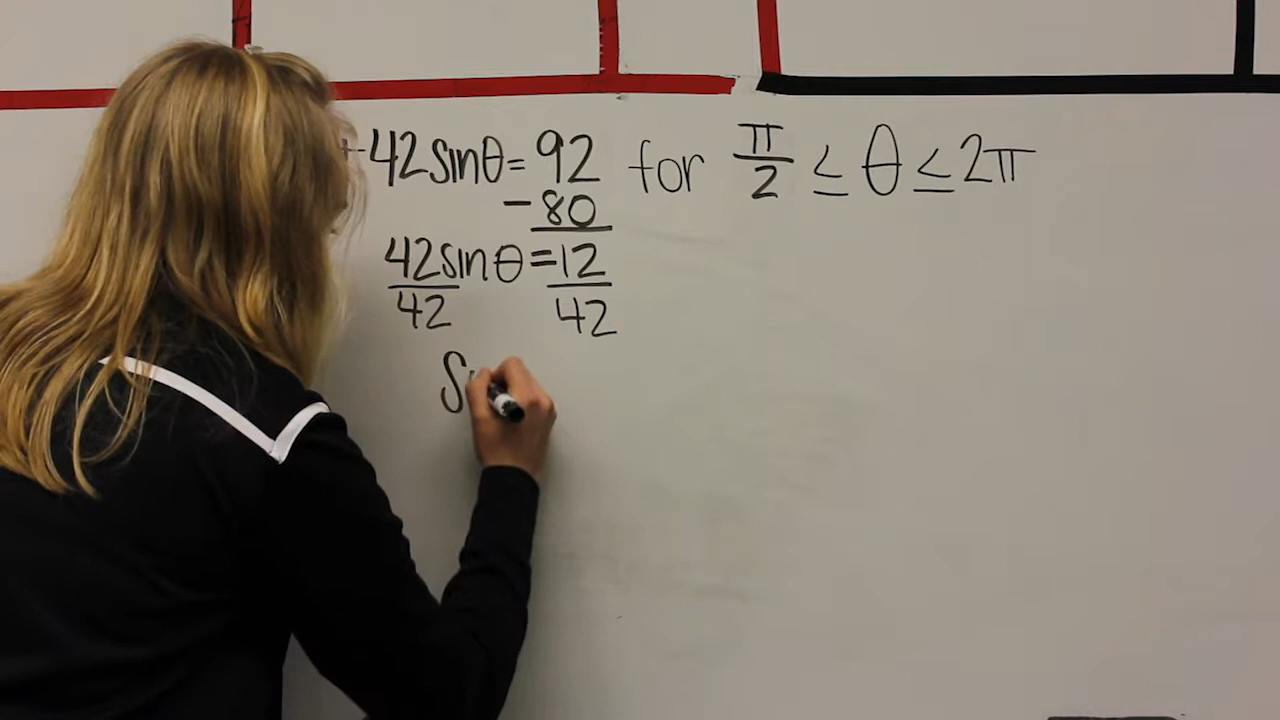 + 42sinθ = 92 for π/2 ≤ θ ≤ 2π
- 80
42sinθ = 12
42 42
S